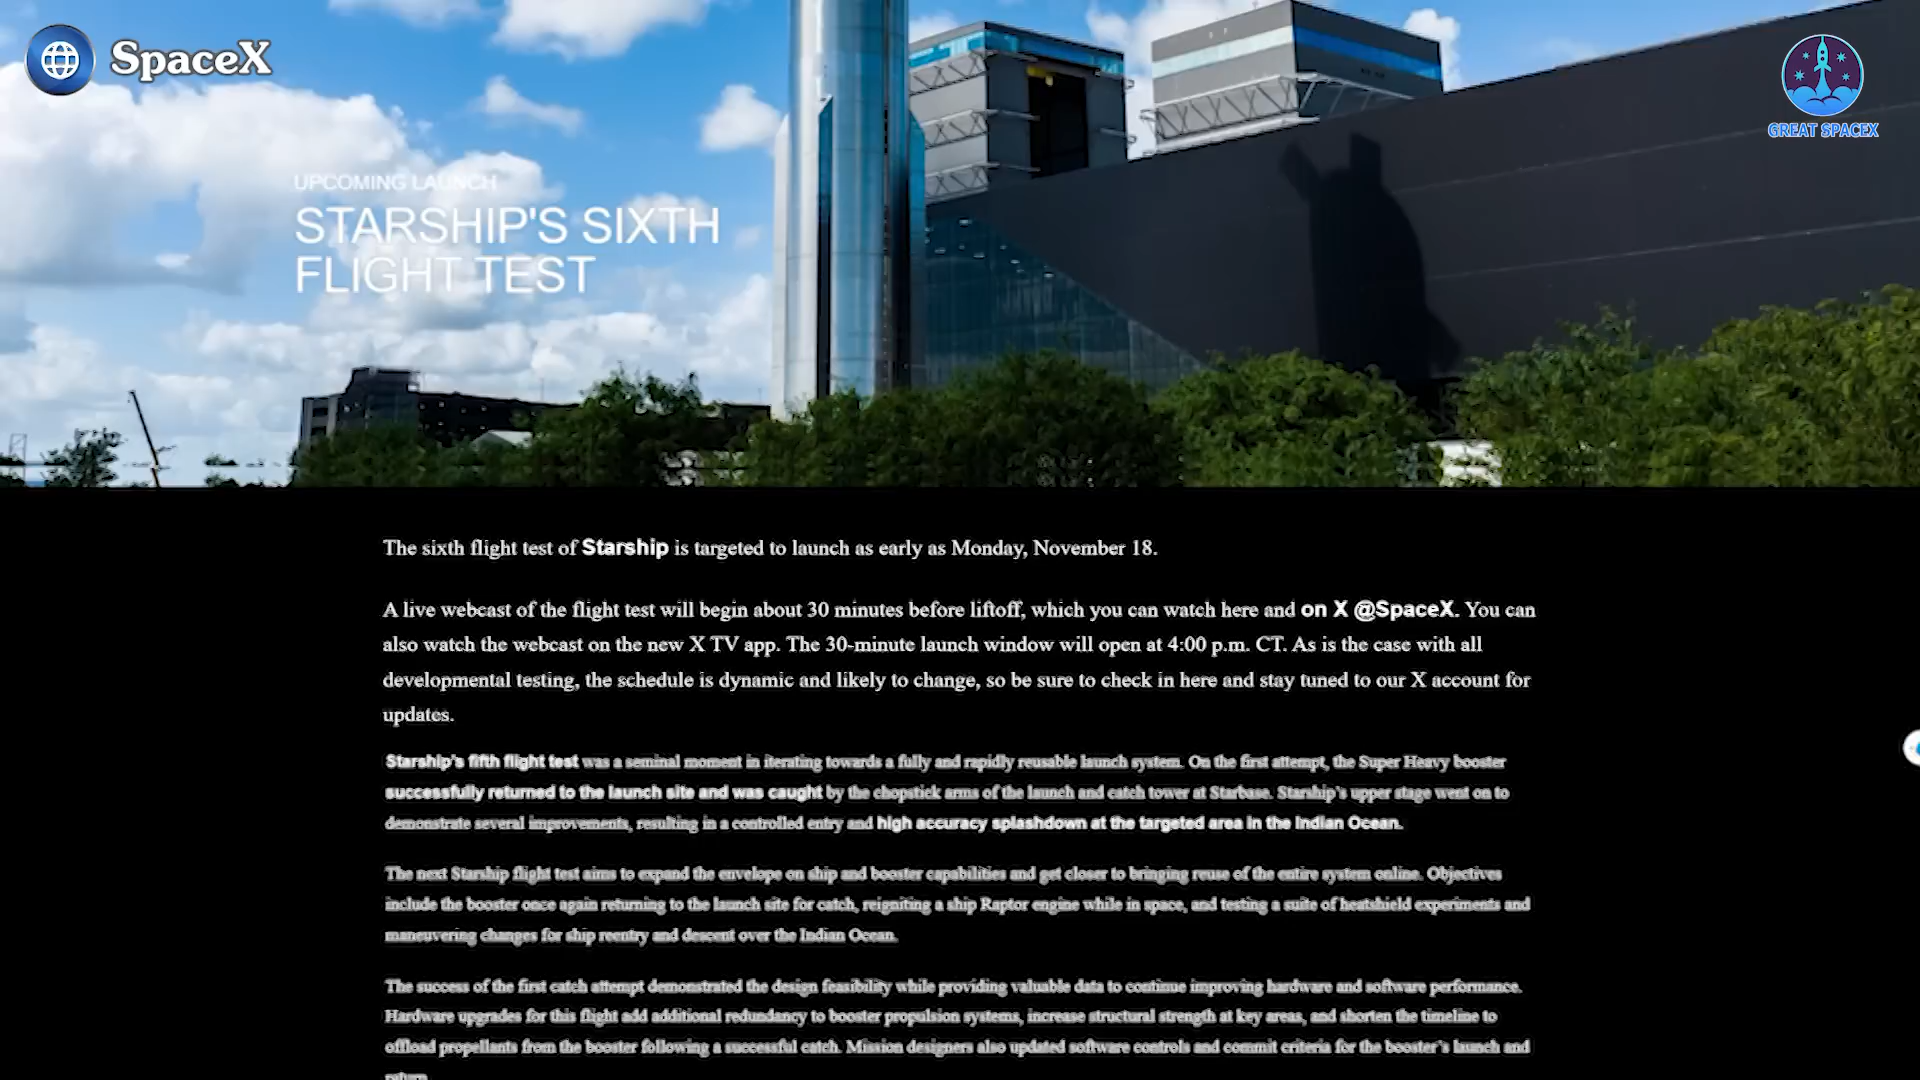 SpaceX
GREAT SPACEX
UPCOMING LAUNCH
STARSHIP'S SIXTH
FLIGHT TEST
The sixth flight test of Starship is targeted to launch as early as Monday, November 18.
A live webcast of the flight test will begin about 30 minutes before liftoff, which you can watch here and on X @SpaceX. You can
also watch the webcast on the new X TV app. The 30-minute launch window will open at 4:00 p.m. CT. As is the case with all
developmental testing, the schedule is dynamic and likely to change, so be sure to check in here and stay tuned to our X account for
updates.
Starship's fifth flight test was a seminal moment in iterating towards a fully and rapidly reusable launch system. On the first attempt, the Super Heavy booster
successfully returned to the launch site and was caught by the chopstick arms of the launch and catch tower at Starbase. Starship's upper stage went on to
demonstrate several improvements, resulting in a controlled entry and high accuracy splashdown at the targeted area in the Indian Ocean.
The next Starship flight test aims to expand the envelope on ship and booster capabilities and get closer to bringing reuse of the entire system online. Objectives
include the booster once again returning to the launch site for catch, reigniting a ship Raptor engine while in space, and testing a suite of heatshield experiments and
maneuvering changes for ship reentry and descent over the Indian Ocean.
The success of the first catch attempt demonstrated the design feasibility while providing valuable data to continue improving hardware and software performance.
Hardware upgrades for this flight add additional redundancy to booster propulsion systems, increase structural strength at key areas, and shorten the timeline to
offload propellants from the booster following a successful catch. Mission designers also updated software controls and commit criteria for the booster's launch and
return.